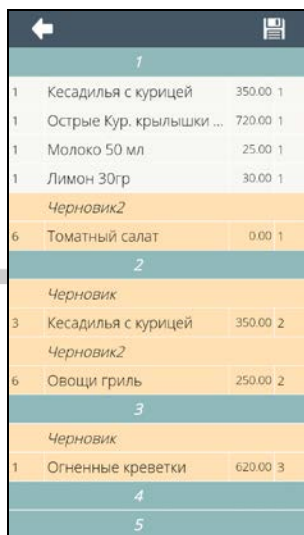 1
1 Кесадилья с курицей 350.00 1
1 Острые Кур. крылышки ... 720.00 1
1 Молоко 50 мл 25.00 1
1 Лимон 30гр 30.00 1
Черновик2
6 Томатный салат 0.00 1
2
Черновик
3 Кесадилья с курицей 350.00 2
Черновик2
6 Овощи гриль 250.00 2
3
Черновик
1 Огненные креветки 620.00 3
4
5